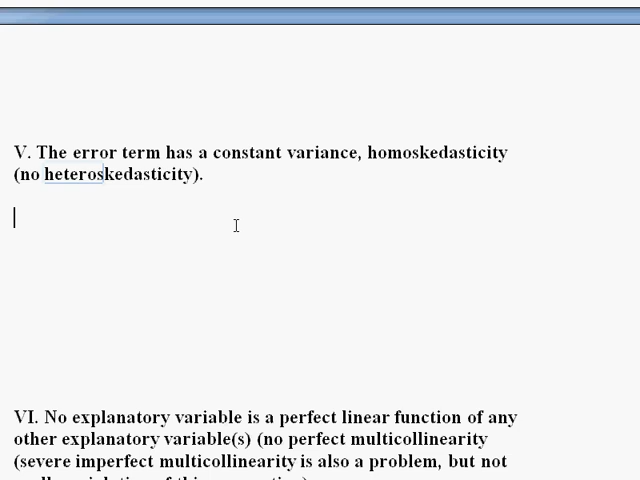 V. The error term has a constant variance, homoskedasticity
(no heteroskedasticity).
VI. No explanatory variable is a perfect linear function of any
other explanatory variable(s) (no perfect multicollinearity
(severe imperfect multicollinearity is also a problem, but not